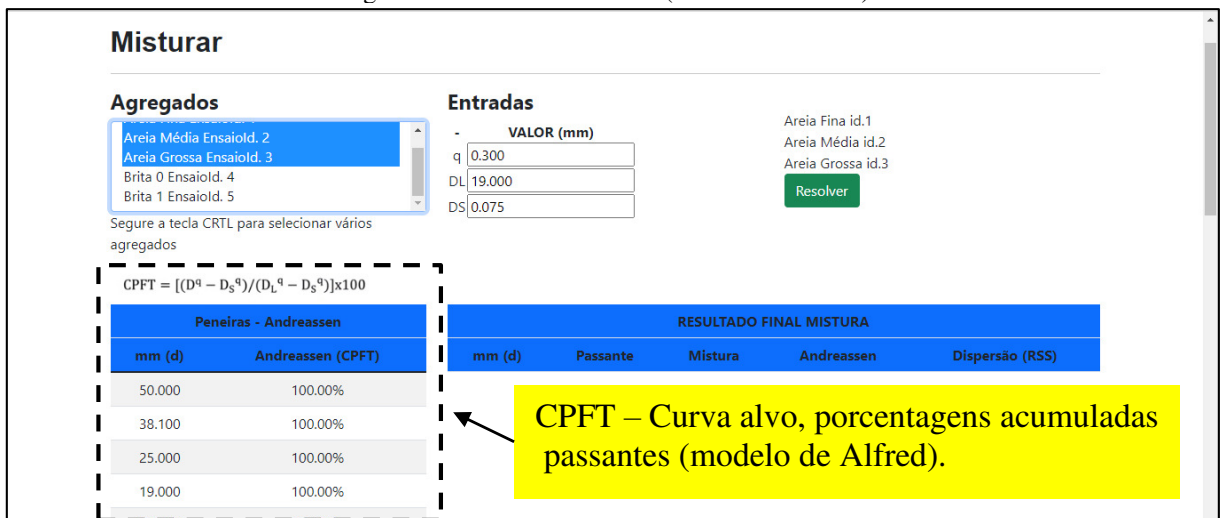 Misturar
Agregados
Areia Média EnsaioId. 2
Areia Grossa EnsaioId. 3
Brita 0 EnsaioId. 4
Brita 1 EnsaioId. 5
Segure a tecla CRTL para selecionar vários
agregados
Entradas
- VALOR (mm)
q 0.300
DL 19.000
DS 0.075
Areia Fina id.1
Areia Média id.2
Areia Grossa id.3
Resolver
CPFT = [(D^q − D_S^q)/(D_L^q − D_S^q)]x100
Peneiras - Andreassen
mm (d) Andreassen (CPFT)
50.000 100.00%
38.100 100.00%
25.000 100.00%
19.000 100.00%
RESULTADO FINAL MISTURA
mm (d) Passante Mistura Andreassen Dispersão (RSS)
CPFT – Curva alvo, porcentagens acumuladas
passantes (modelo de Alfred).